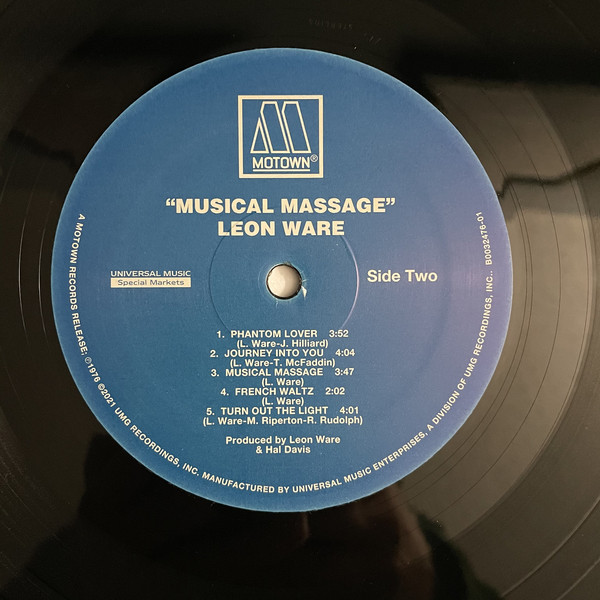 MOTOWN®
"MUSICAL MASSAGE"
LEON WARE
UNIVERSAL MUSIC
Special Markets
Side Two
1. PHANTOM LOVER 3:52
(L. Ware-J. Hilliard)
2. JOURNEY INTO YOU 4:04
(L. Ware-T. McFaddin)
3. MUSICAL MASSAGE 3:47
(L. Ware)
4. FRENCH WALTZ 2:02
(L. Ware)
5. TURN OUT THE LIGHT 4:01
(L. Ware-M. Riperton-R. Rudolph)
Produced by Leon Ware
& Hal Davis
A MOTOWN RECORDS RELEASE; ℗1976 ©2021 UMG RECORDINGS, INC. MANUFACTURED BY UNIVERSAL MUSIC ENTERPRISES, A DIVISION OF UMG RECORDINGS, INC.. B0032476-01